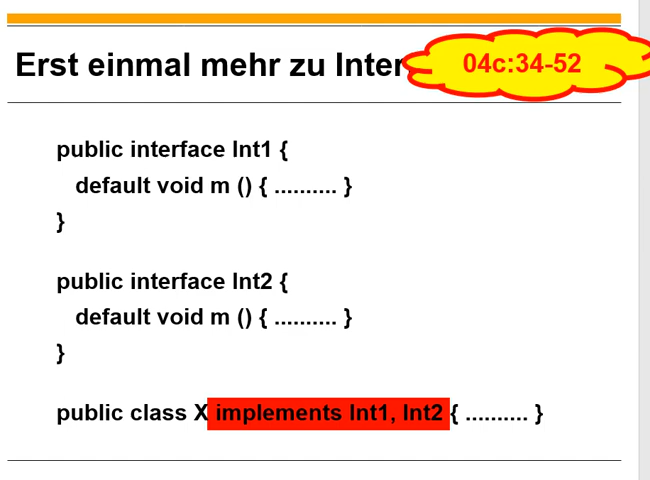 Erst einmal mehr zu Inter
04c:34-52
public interface Int1 {
default void m () { .......... }
}
public interface Int2 {
default void m () { .......... }
}
public class X implements Int1, Int2 { .......... }